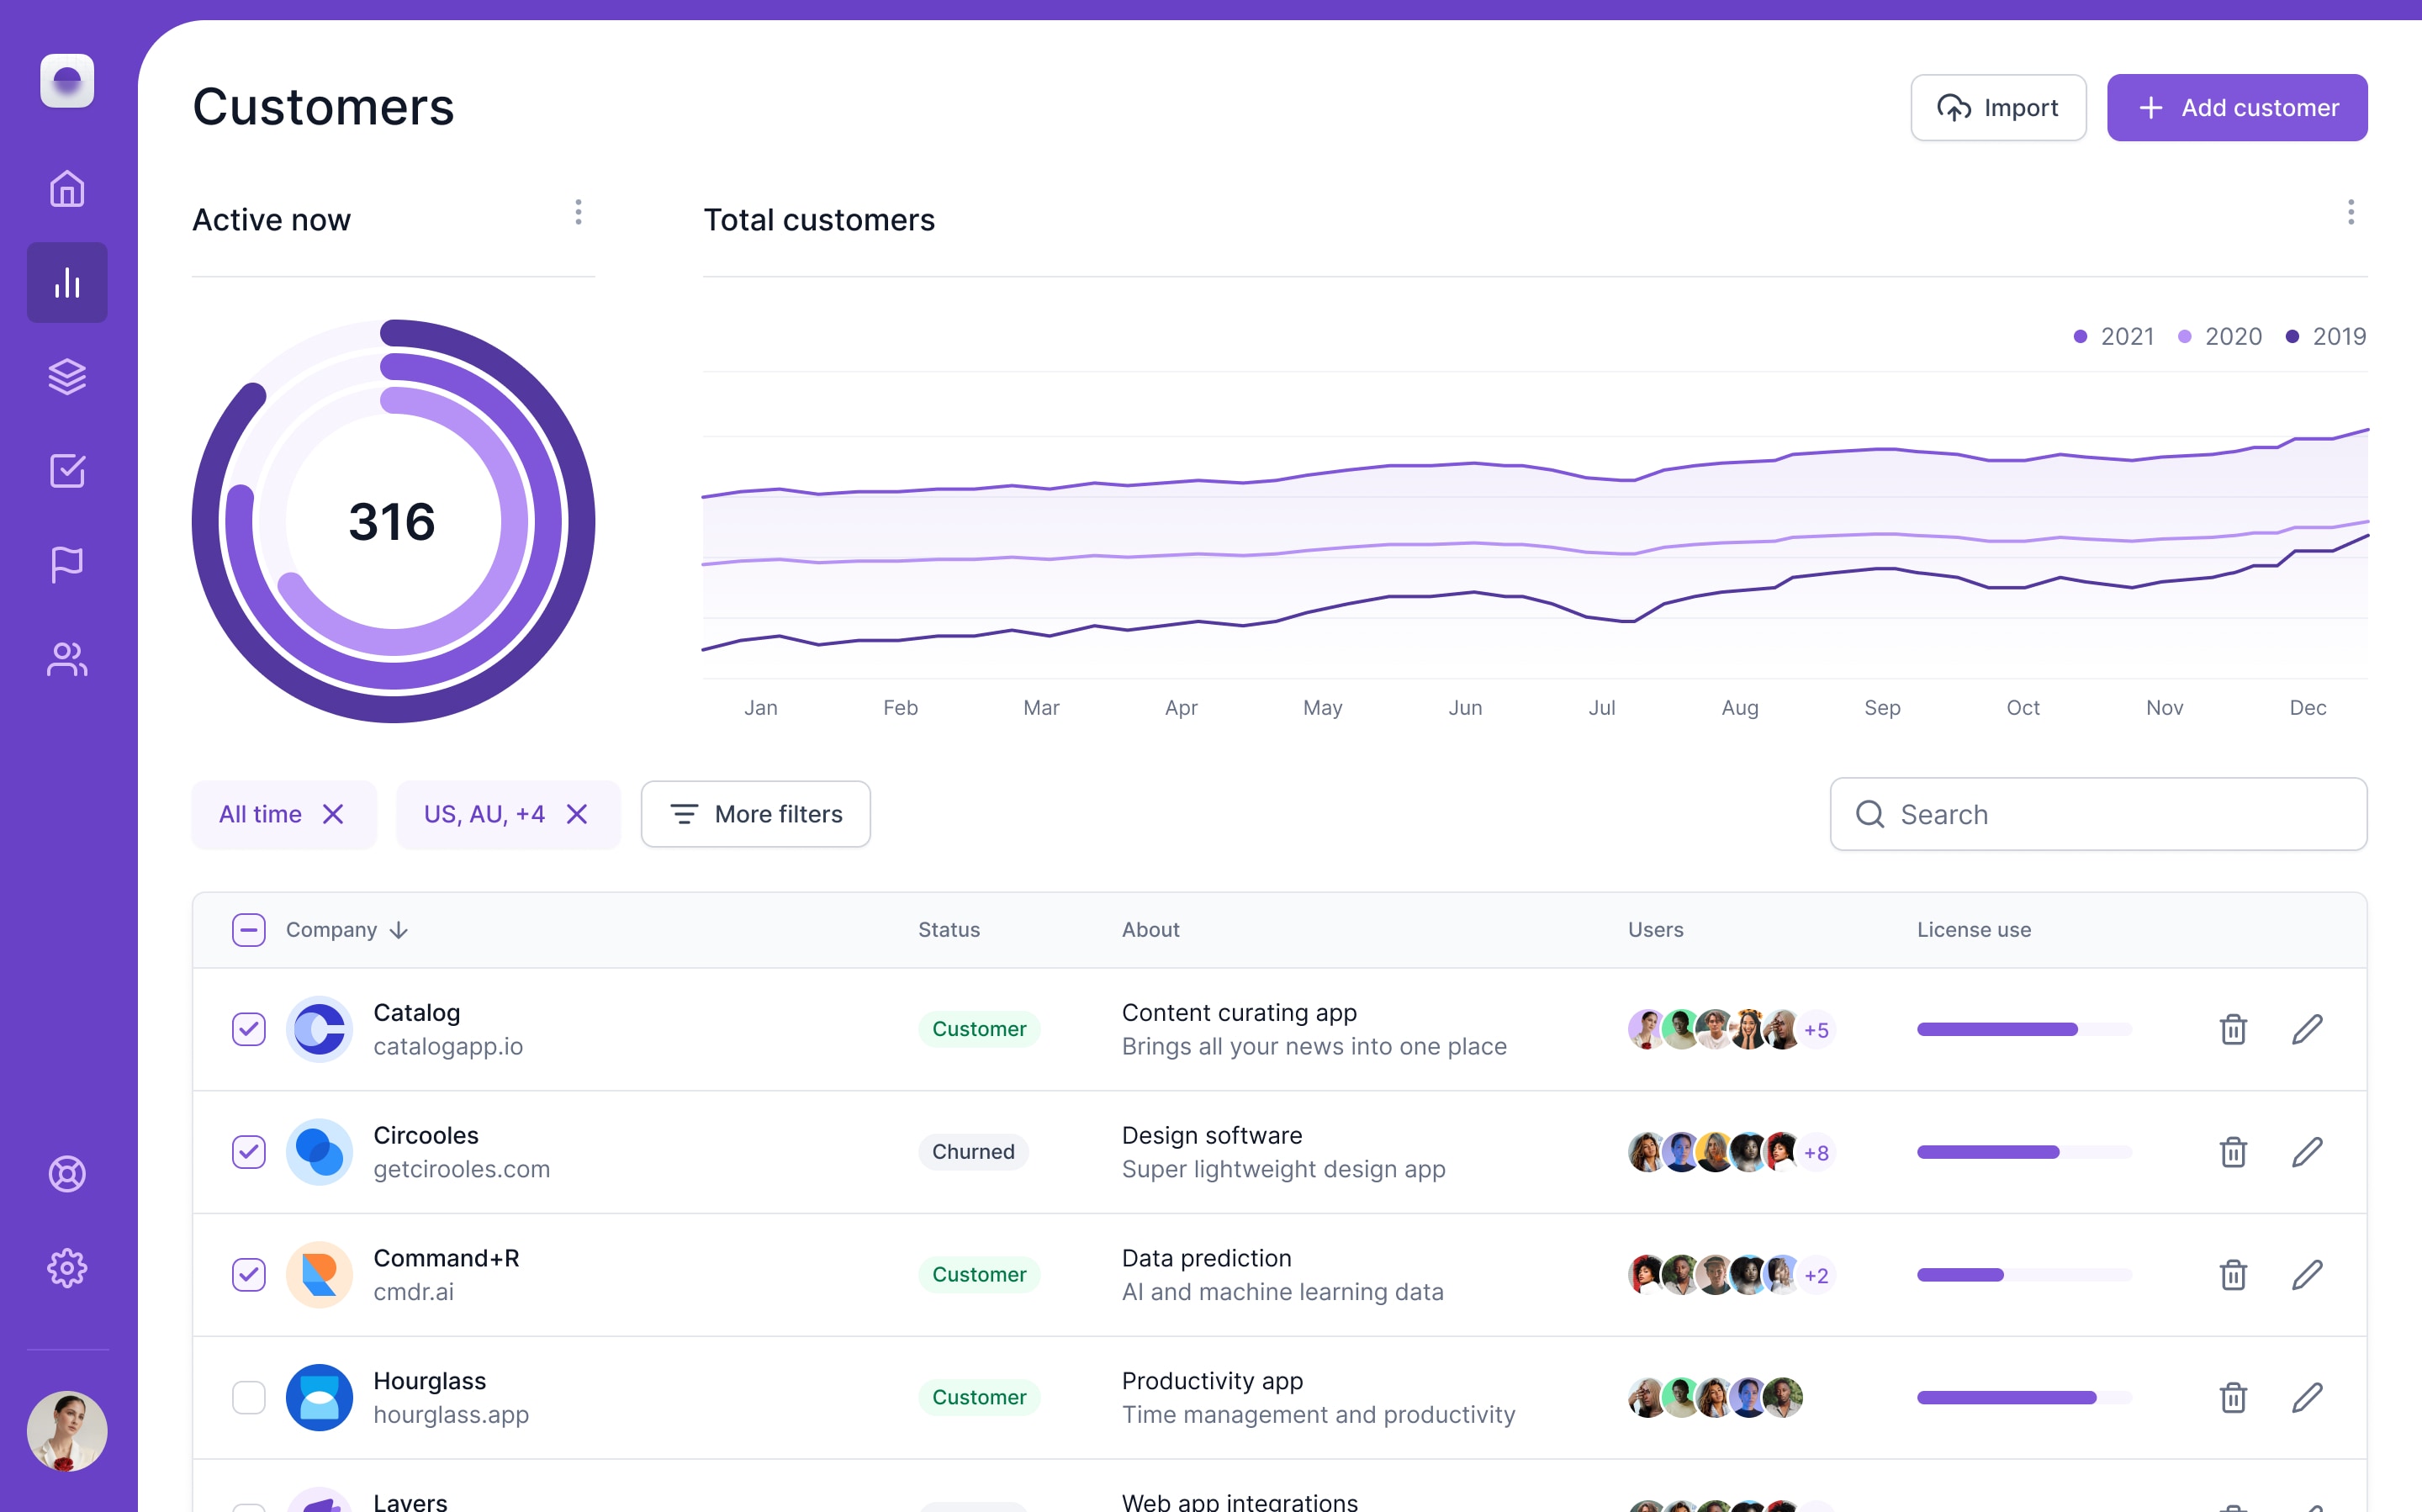 Customers
Import
Add customer
Active now
Total customers
2021
2020
2019
316
Jan Feb Mar Apr May Jun Jul Aug Sep Oct Nov Dec
All time
US, AU, +4
More filters
Search
Company Status About Users License use
Catalog
catalogapp.io
Customer
Content curating app
Brings all your news into one place
+5
Circooles
getcirooles.com
Churned
Design software
Super lightweight design app
+8
Command+R
cmdr.ai
Customer
Data prediction
AI and machine learning data
+2
Hourglass
hourglass.app
Customer
Productivity app
Time management and productivity
Layers
Web app integrations